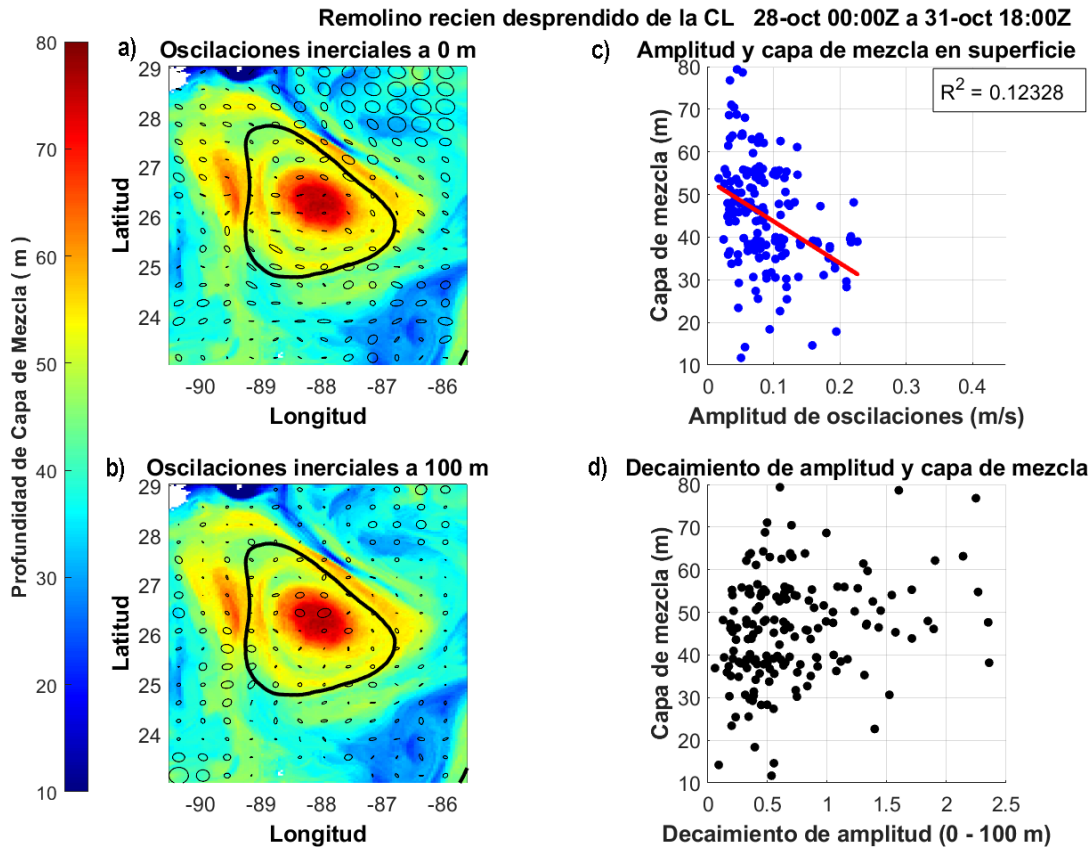 Remolino recien desprendido de la CL 28-oct 00:00Z a 31-oct 18:00Z
a) Oscilaciones inerciales a 0 m
c) Amplitud y capa de mezcla en superficie
80
70
60
50
40
30
20
10
Profundidad de Capa de Mezcla ( m )
29
28
27
26
25
24
Latitud
-90 -89 -88 -87 -86
Longitud
80
70
60
50
40
30
20
10
Capa de mezcla (m)
R² = 0.12328
0 0.1 0.2 0.3 0.4
Amplitud de oscilaciones (m/s)
b) Oscilaciones inerciales a 100 m
29
28
27
26
25
24
Latitud
-90 -89 -88 -87 -86
Longitud
d) Decaimiento de amplitud y capa de mezcla
80
70
60
50
40
30
20
10
Capa de mezcla (m)
0 0.5 1 1.5 2 2.5
Decaimiento de amplitud (0 - 100 m)